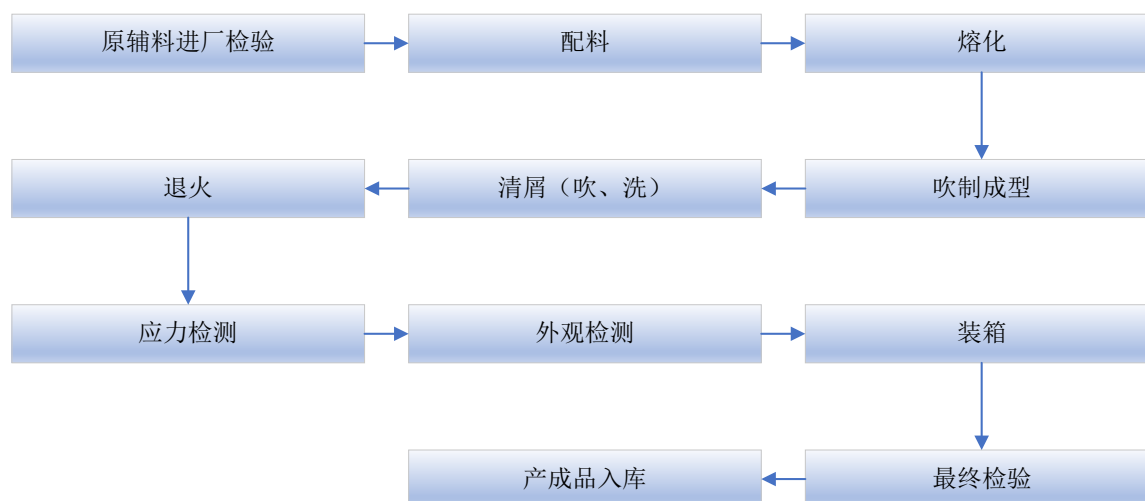 原辅料进厂检验
配料
熔化
退火
清屑（吹、洗）
吹制成型
应力检测
外观检测
装箱
产成品入库
最终检验